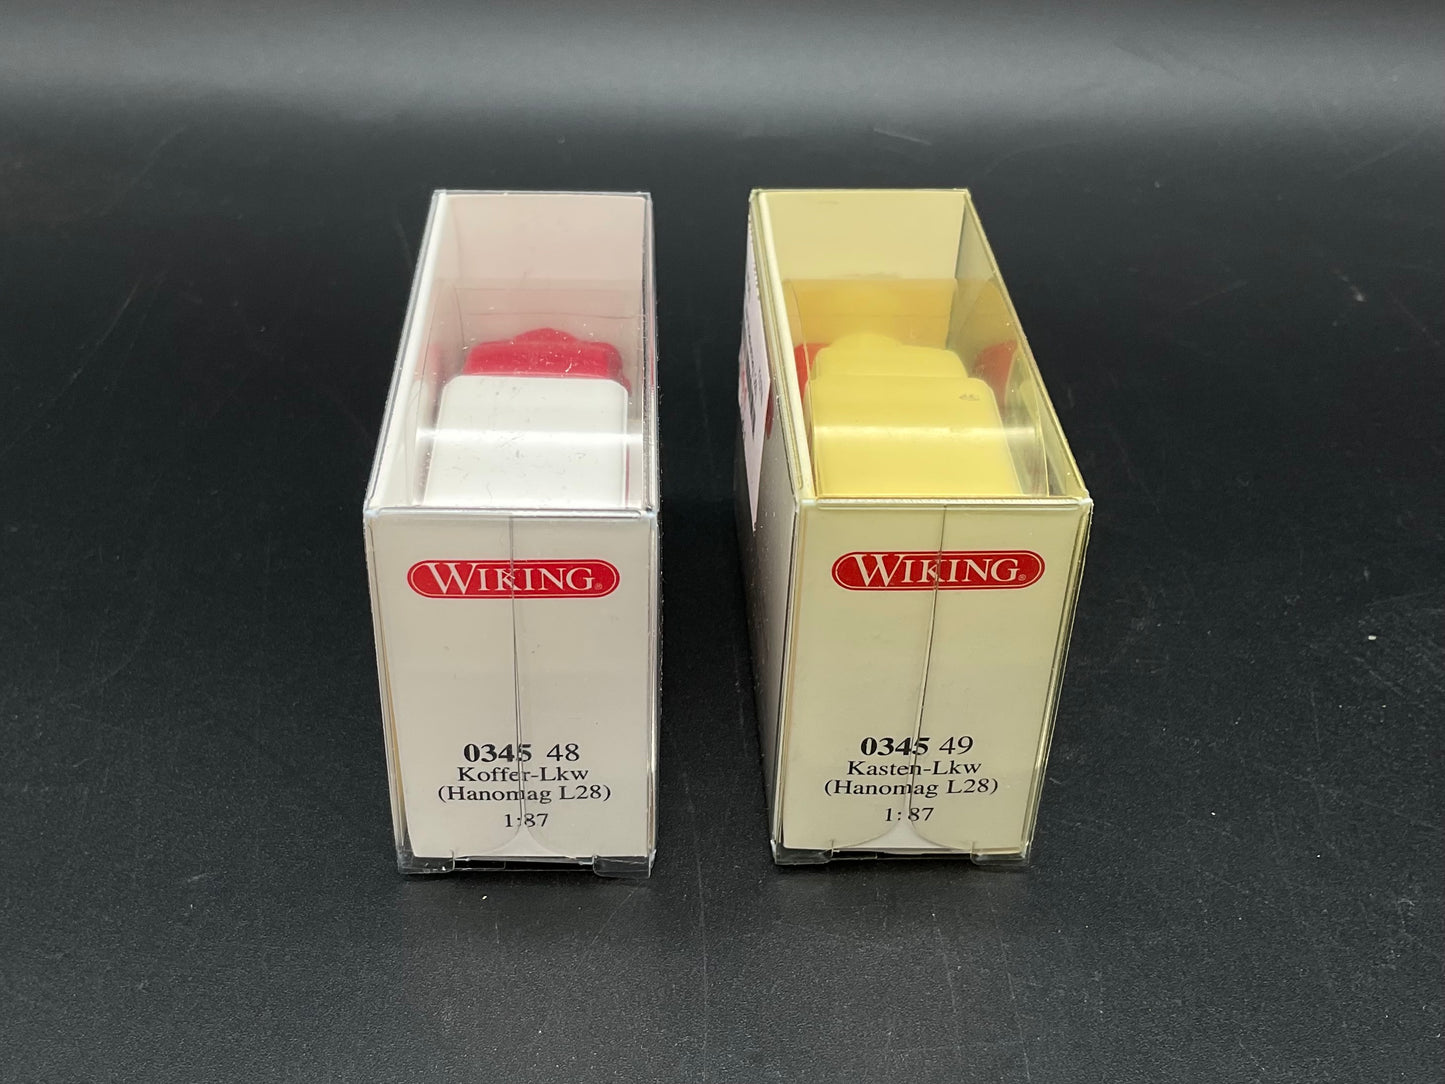 WIKING®
0345 48
Koffer-Lkw
(Hanomag L28)
1:87
WIKING®
0345 49
Kasten-Lkw
(Hanomag L28)
1:87